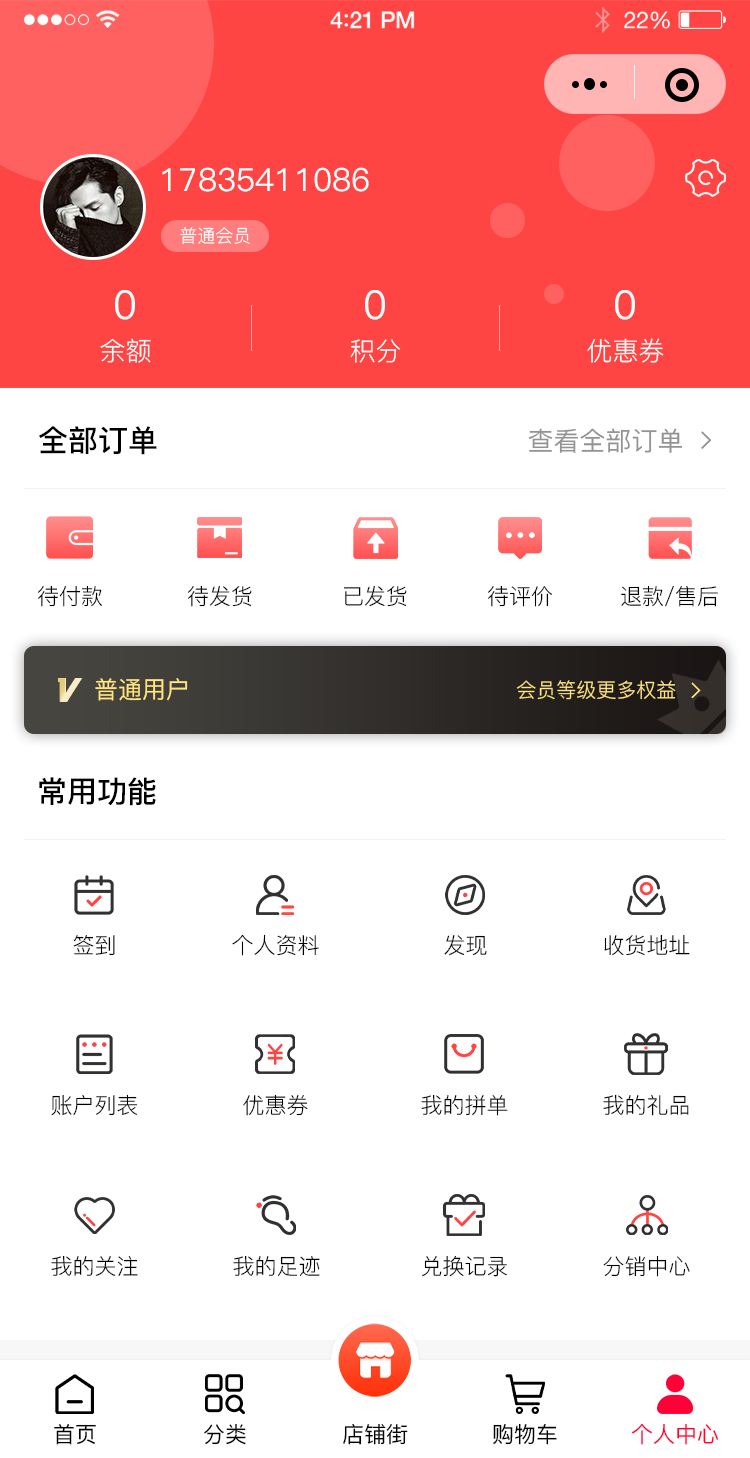 4:21 PM 22%
17835411086
普通会员
0 0 0
余额 积分 优惠券
全部订单 查看全部订单
待付款 待发货 已发货 待评价 退款/售后
普通用户 会员等级更多权益
常用功能
签到 个人资料 发现 收货地址
账户列表 优惠券 我的拼单 我的礼品
我的关注 我的足迹 兑换记录 分销中心
首页 分类 店铺街 购物车 个人中心